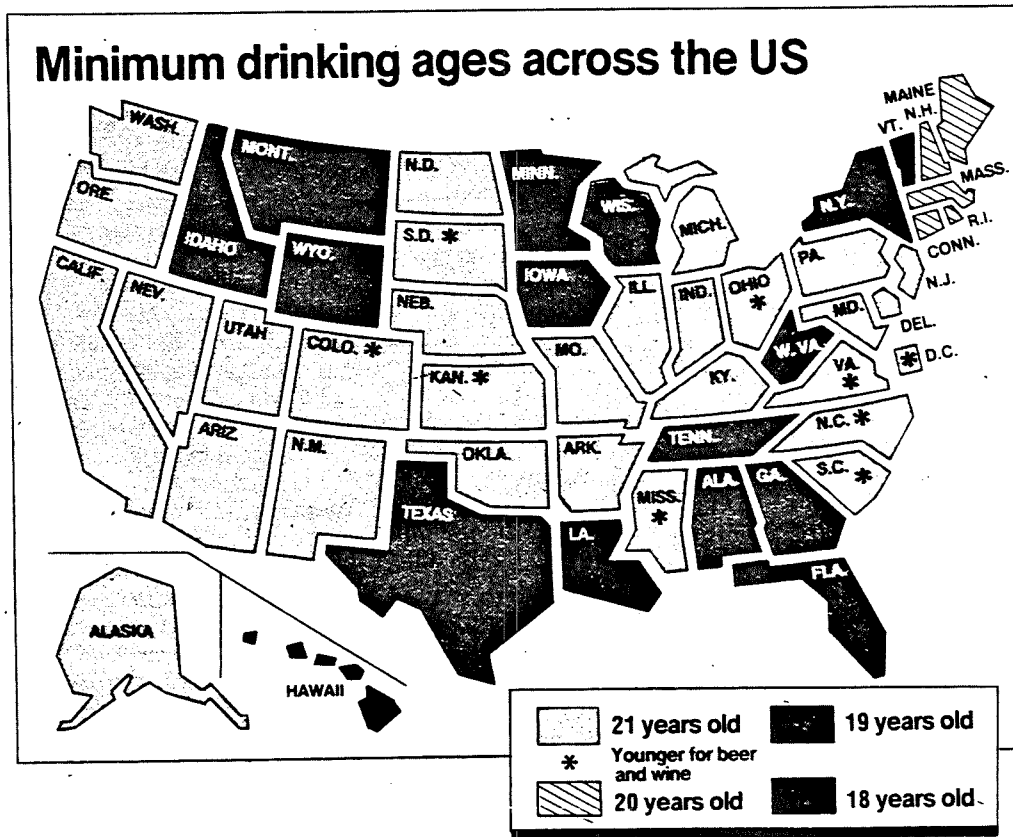 Minimum drinking ages across the US
MAINE
N.H.
VT.
WASH.
MONT.
N.D.
MINN.
MASS.
ORE.
S.D. *
WIS.
MICH.
N.Y.
R.I.
IDAHO
WYO.
CONN.
CALIF.
NEV.
NEB.
IOWA
ILL.
IND.
OHIO
*
PA.
N.J.
UTAH
COLO. *
MO.
MD.
DEL.
W.VA.
D.C.
*
KAN. *
KY.
VA.
*
ARIZ.
N.M.
OKLA.
ARK.
TENN.
N.C. *
S.C.
*
TEXAS
LA.
MISS.
*
ALA.
GA.
FLA.
ALASKA
HAWAII
21 years old
19 years old
* Younger for beer
and wine
20 years old
18 years old